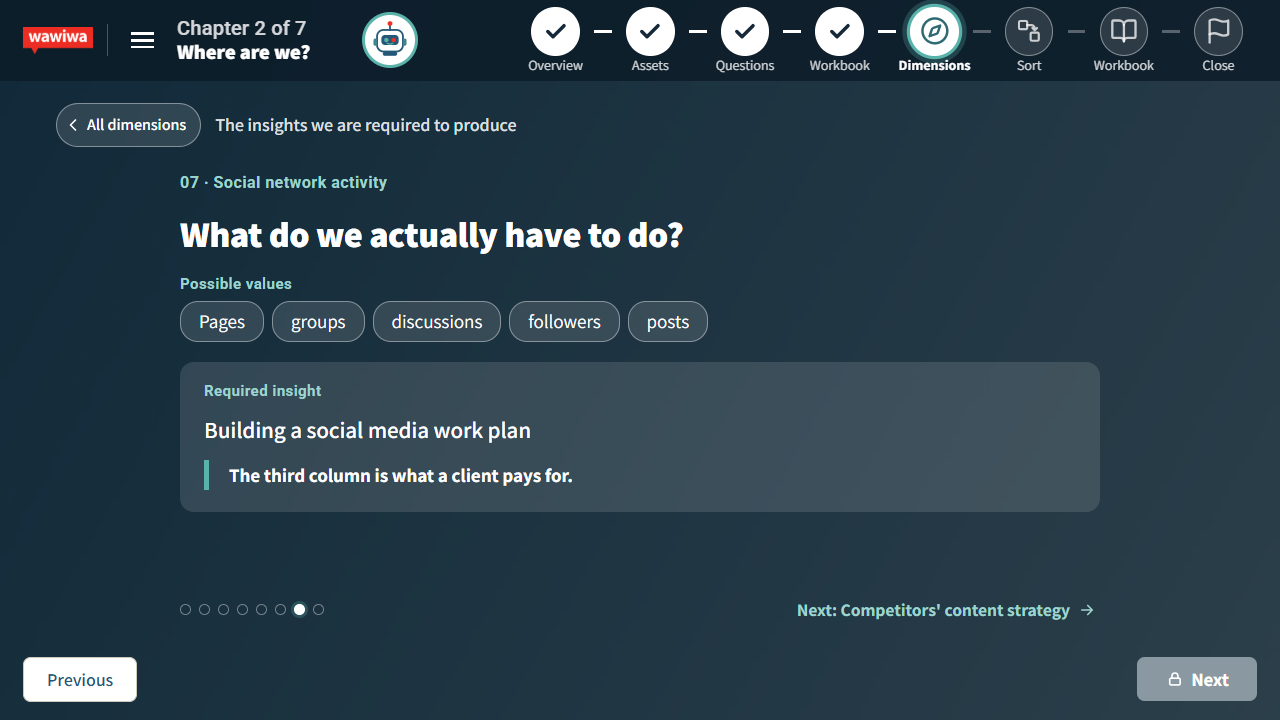 wawiwa
Chapter 2 of 7
Where are we?
Overview
Assets
Questions
Workbook
Dimensions
Sort
Workbook
Close
All dimensions
The insights we are required to produce
07 · Social network activity
What do we actually have to do?
Possible values
Pages
groups
discussions
followers
posts
Required insight
Building a social media work plan
The third column is what a client pays for.
Next: Competitors' content strategy →
Previous
Next